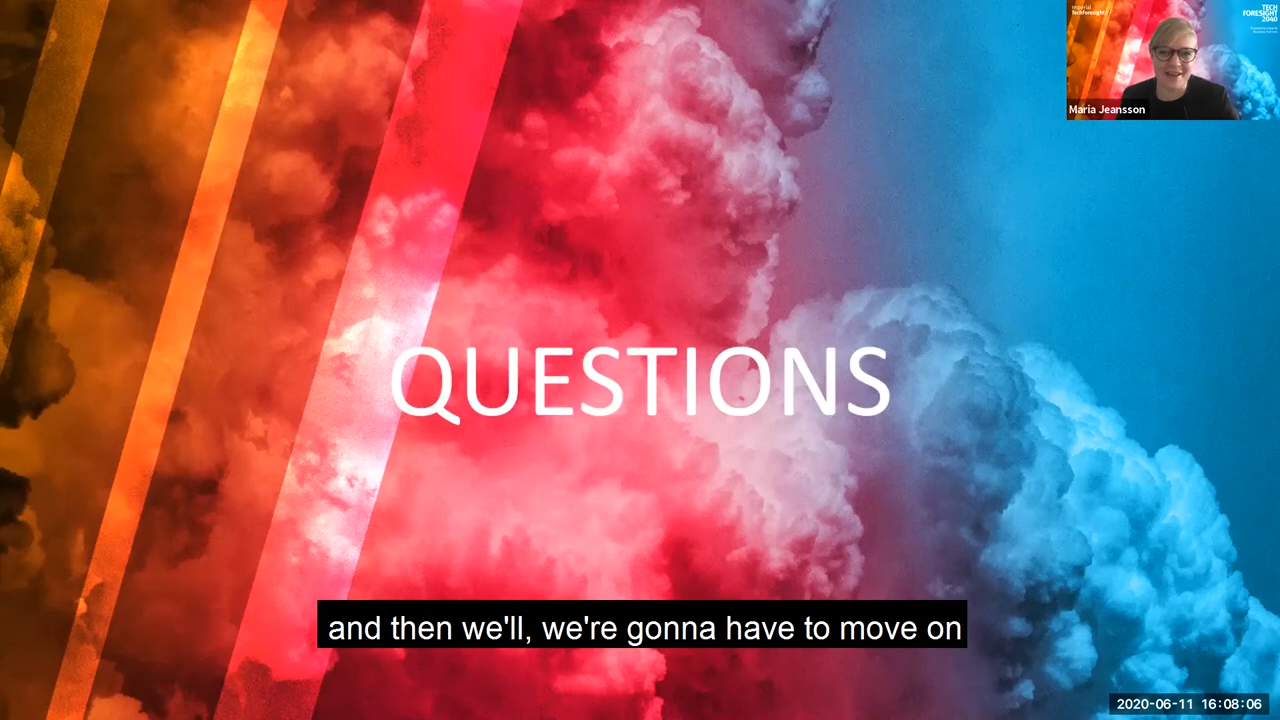 Imperial
TechForesight
TECH
FORESIGHT
2040
Maria Jeansson
QUESTIONS
and then we'll, we're gonna have to move on
2020-06-11 16:08:06